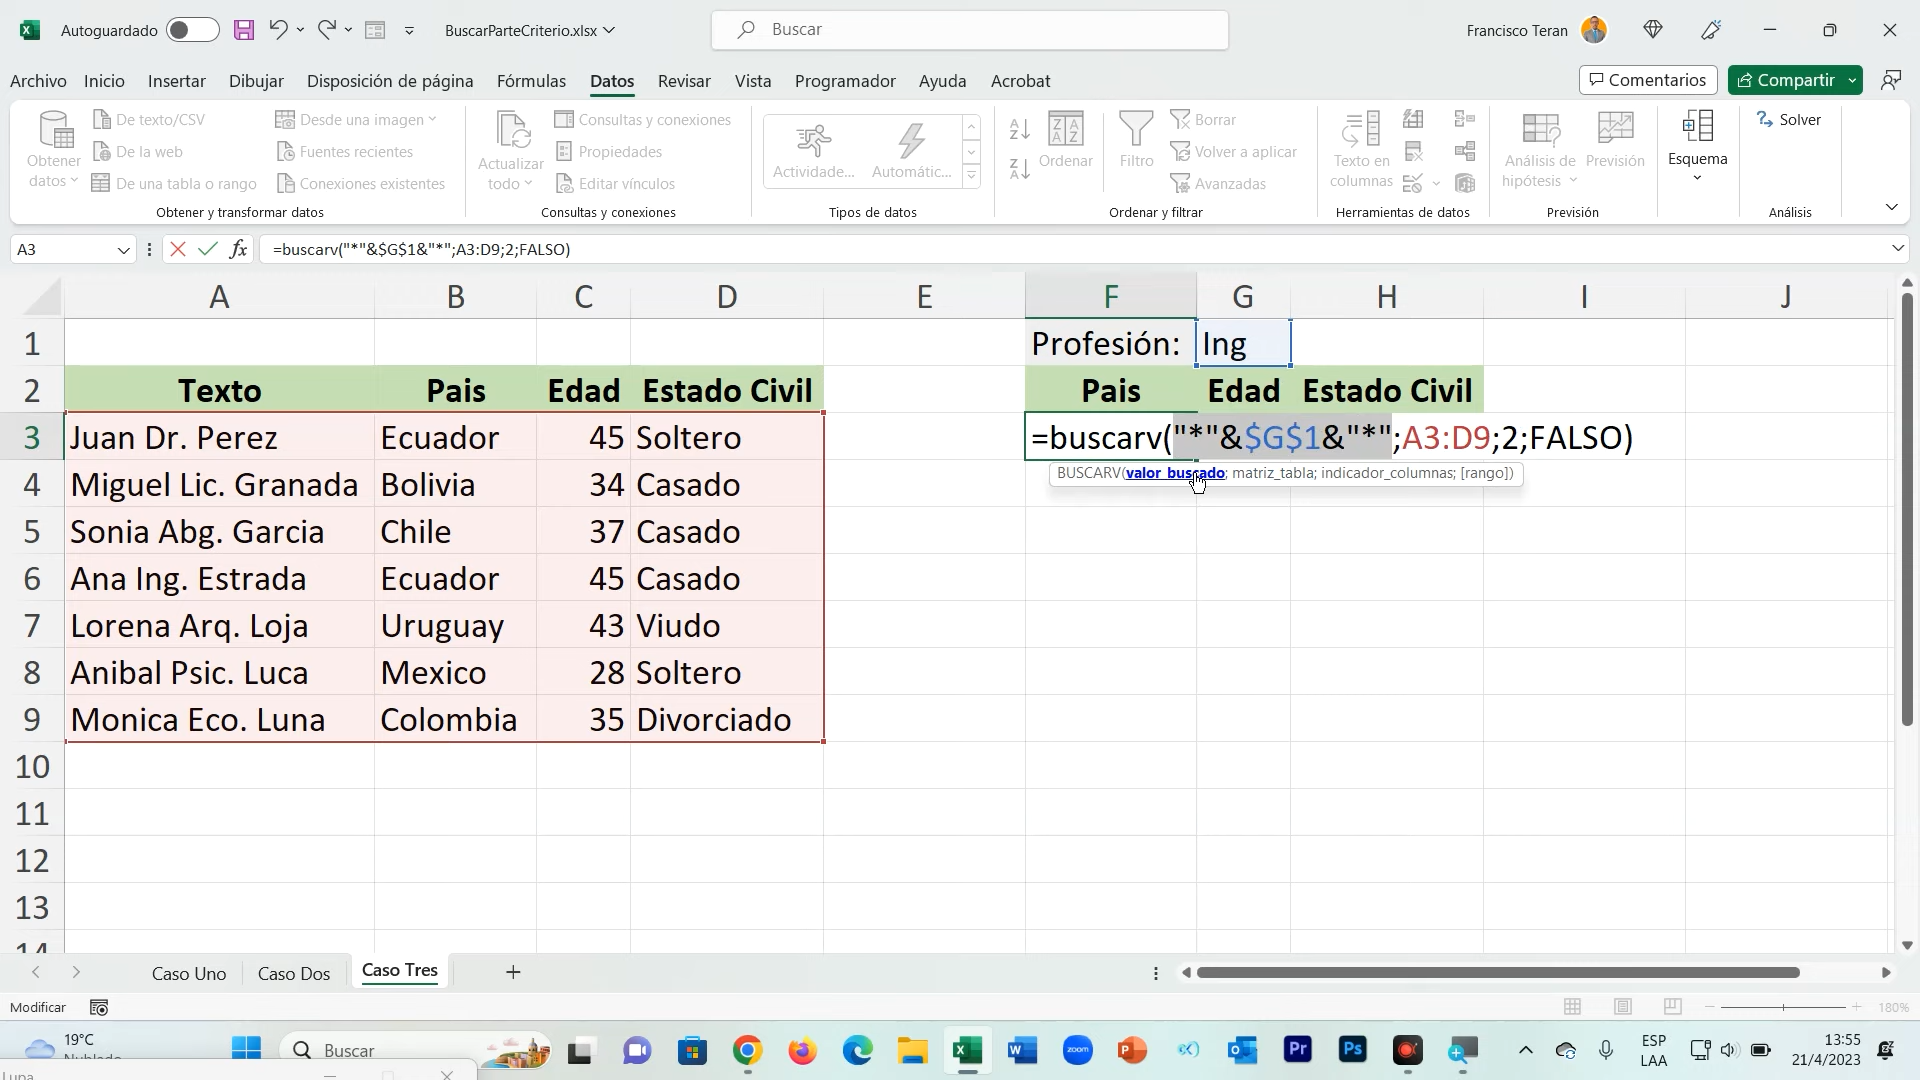 Autoguardado
BuscarParteCriterio.xlsx
Buscar
Francisco Teran
Archivo Inicio Insertar Dibujar Disposición de página Fórmulas Datos Revisar Vista Programador Ayuda Acrobat
Comentarios
Compartir
Obtener datos
De texto/CSV
De la web
De una tabla o rango
Desde una imagen
Fuentes recientes
Conexiones existentes
Obtener y transformar datos
Actualizar todo
Consultas y conexiones
Propiedades
Editar vínculos
Consultas y conexiones
Actividade...
Automátic...
Tipos de datos
Ordenar
Filtro
Borrar
Volver a aplicar
Avanzadas
Ordenar y filtrar
Texto en columnas
Herramientas de datos
Análisis de hipótesis
Previsión
Previsión
Esquema
Solver
Análisis
A3
fx
=buscarv("*"&$G$1&"*";A3:D9;2;FALSO)
A B C D E F G H I J
1 Profesión: Ing
2 Texto Pais Edad Estado Civil Pais Edad Estado Civil
3 Juan Dr. Perez Ecuador 45 Soltero =buscarv("*"&$G$1&"*";A3:D9;2;FALSO)
BUSCARV(valor_buscado; matriz_tabla; indicador_columnas; [rango])
4 Miguel Lic. Granada Bolivia 34 Casado
5 Sonia Abg. Garcia Chile 37 Casado
6 Ana Ing. Estrada Ecuador 45 Casado
7 Lorena Arq. Loja Uruguay 43 Viudo
8 Anibal Psic. Luca Mexico 28 Soltero
9 Monica Eco. Luna Colombia 35 Divorciado
10
11
12
13
14
Caso Uno Caso Dos Caso Tres
Modificar
180%
19°C
Nublado
Buscar
zoom
Pr
Ps
ESP
LAA
13:55
21/4/2023
Lupa